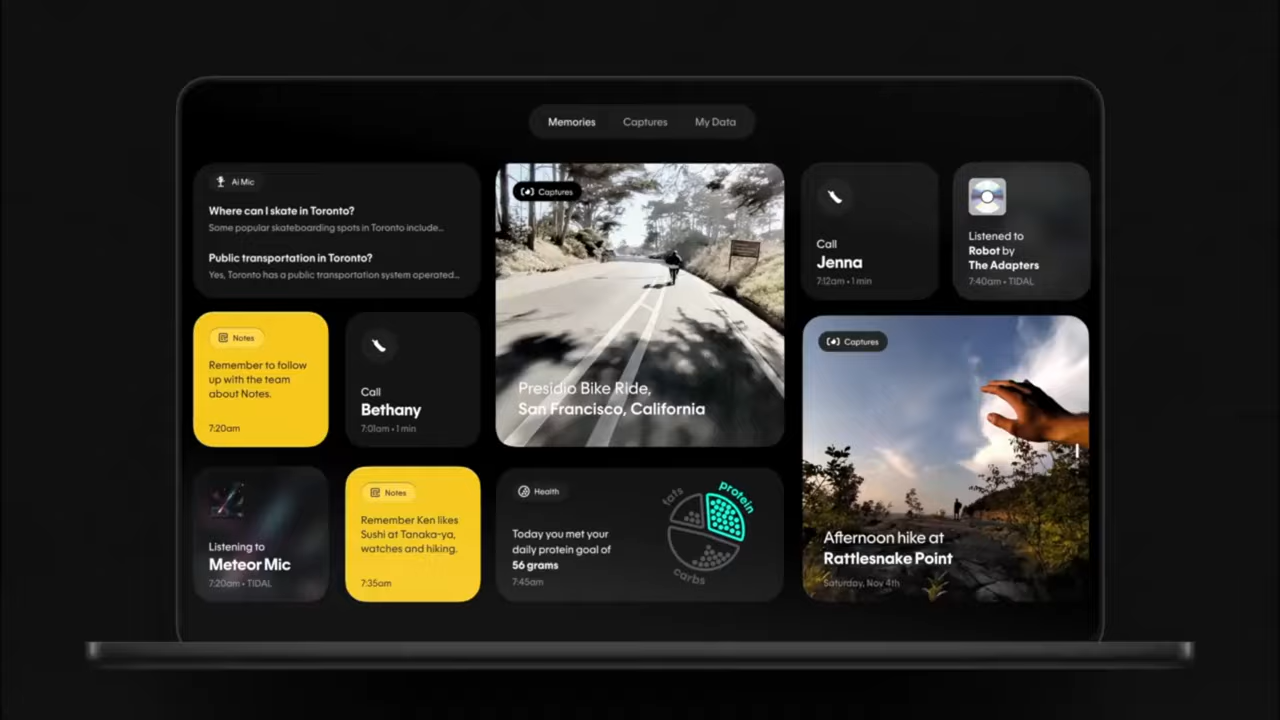 Memories
Captures
My Data
Ai Mic
Where can I skate in Toronto?
Some popular skateboarding spots in Toronto include...
Public transportation in Toronto?
Yes, Toronto has a public transportation system operated...
Notes
Remember to follow
up with the team
about Notes.
7:20am
Call
Bethany
7:01am • 1 min
Listening to
Meteor Mic
7:20am • TIDAL
Notes
Remember Ken likes
Sushi at Tanaka-ya,
watches and hiking.
7:35am
Captures
Presidio Bike Ride,
San Francisco, California
Health
Today you met your
daily protein goal of
56 grams
7:45am
fats
protein
carbs
Call
Jenna
7:12am • 1 min
Listened to
Robot by
The Adapters
7:40am • TIDAL
Captures
Afternoon hike at
Rattlesnake Point
Saturday, Nov 4th